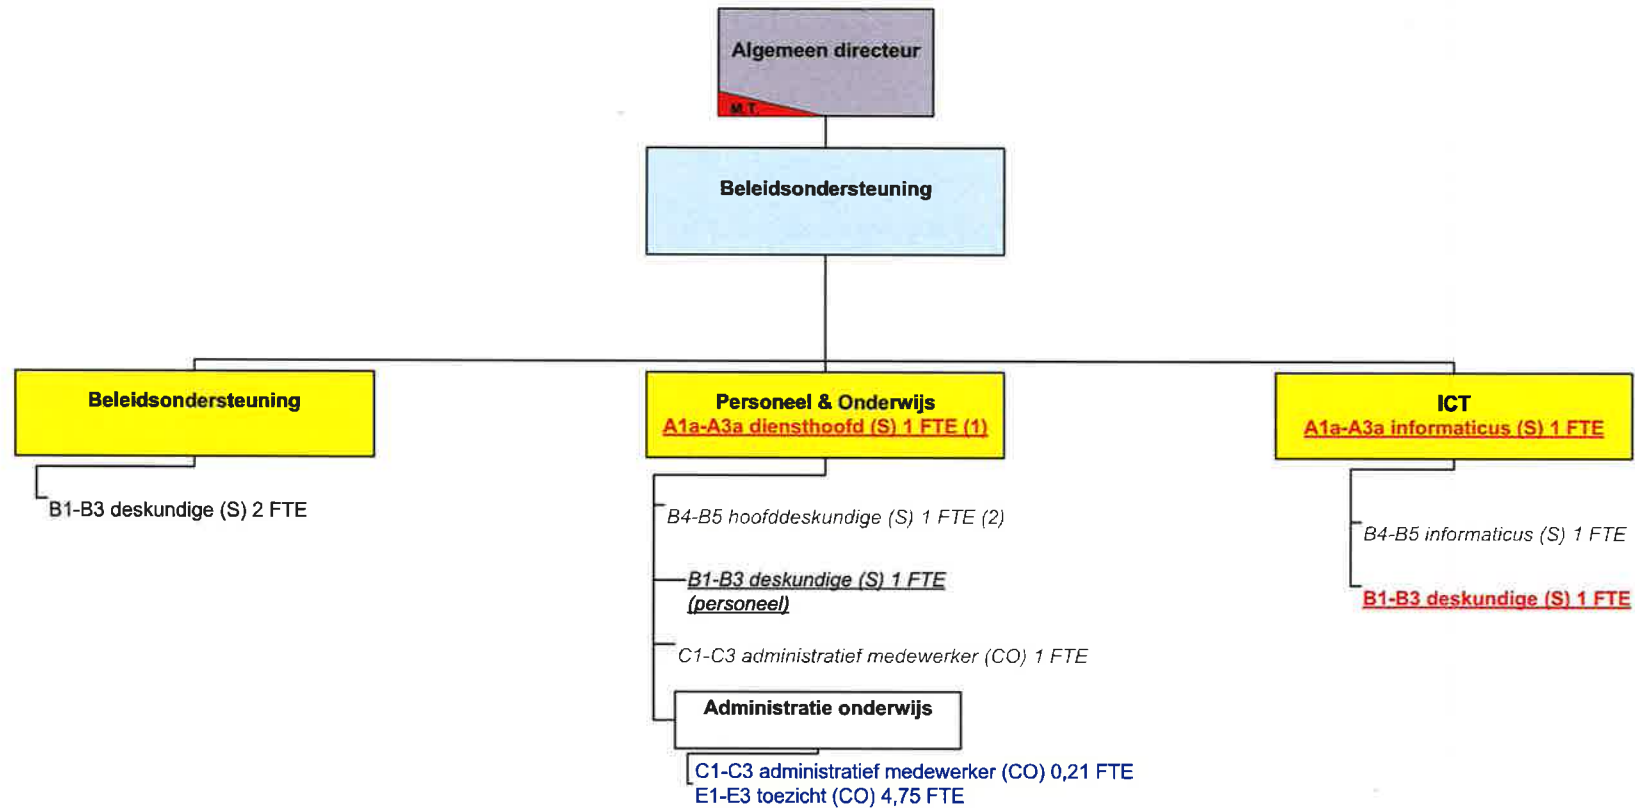 Algemeen directeur
M.T.
Beleidsondersteuning
Beleidsondersteuning
B1-B3 deskundige (S) 2 FTE
Personeel & Onderwijs
A1a-A3a diensthoofd (S) 1 FTE (1)
B4-B5 hoofddeskundige (S) 1 FTE (2)
B1-B3 deskundige (S) 1 FTE
(personeel)
C1-C3 administratief medewerker (CO) 1 FTE
Administratie onderwijs
C1-C3 administratief medewerker (CO) 0,21 FTE
E1-E3 toezicht (CO) 4,75 FTE
ICT
A1a-A3a informaticus (S) 1 FTE
B4-B5 informaticus (S) 1 FTE
B1-B3 deskundige (S) 1 FTE